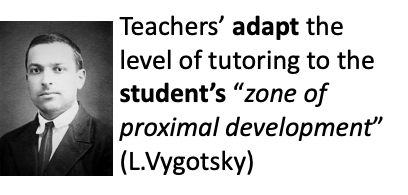 Teachers’ adapt the
level of tutoring to the
student’s “zone of
proximal development”
(L.Vygotsky)